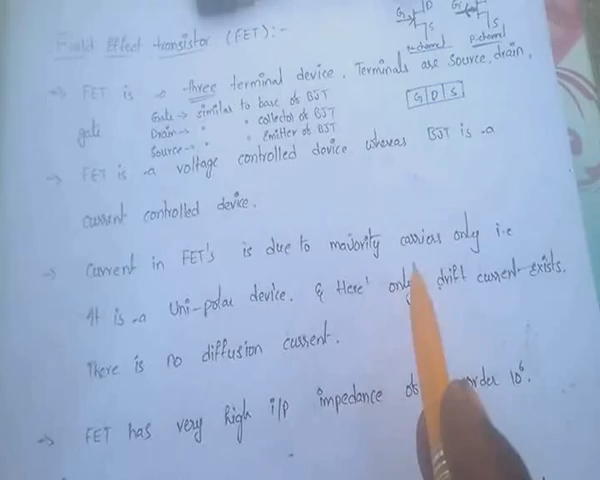 Field Effect transistor (FET):-
G D S
n-channel
G S
p-channel
→ FET is a three terminal device. Terminals are source, drain,
gate
Gate → similar to base of BJT
Drain → " " collector of BJT
Source → " " Emitter of BJT
G D S
→ FET is a voltage controlled device whereas BJT is a
current controlled device.
→ Current in FET's is due to majority carriers only i.e
It is a Uni-polar device. & Here only drift current exists.
There is no diffusion current.
→ FET has very high i/p impedance of order 10⁶.